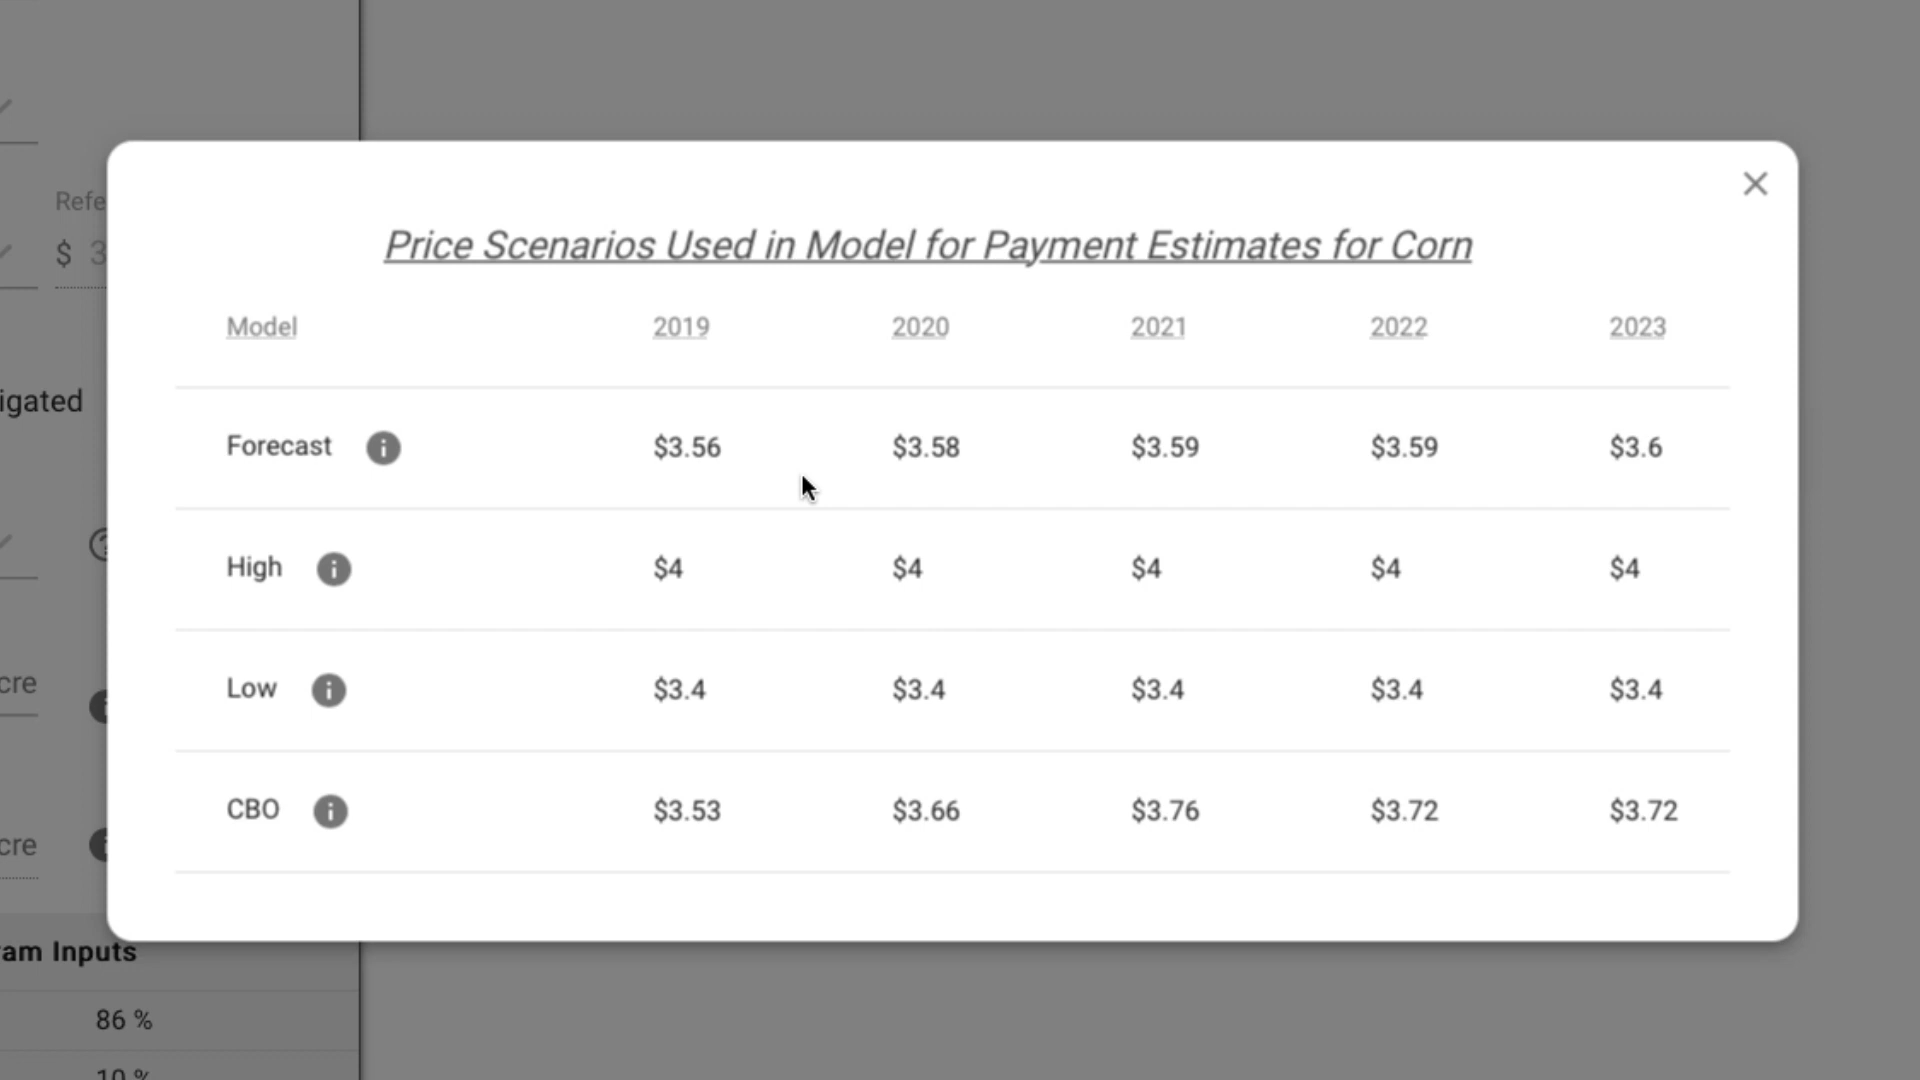 Refe
$ 3
Price Scenarios Used in Model for Payment Estimates for Corn
Model 2019 2020 2021 2022 2023
igated
Forecast $3.56 $3.58 $3.59 $3.59 $3.6
High $4 $4 $4 $4 $4
cre
Low $3.4 $3.4 $3.4 $3.4 $3.4
cre
CBO $3.53 $3.66 $3.76 $3.72 $3.72
am Inputs
86 %
10 %